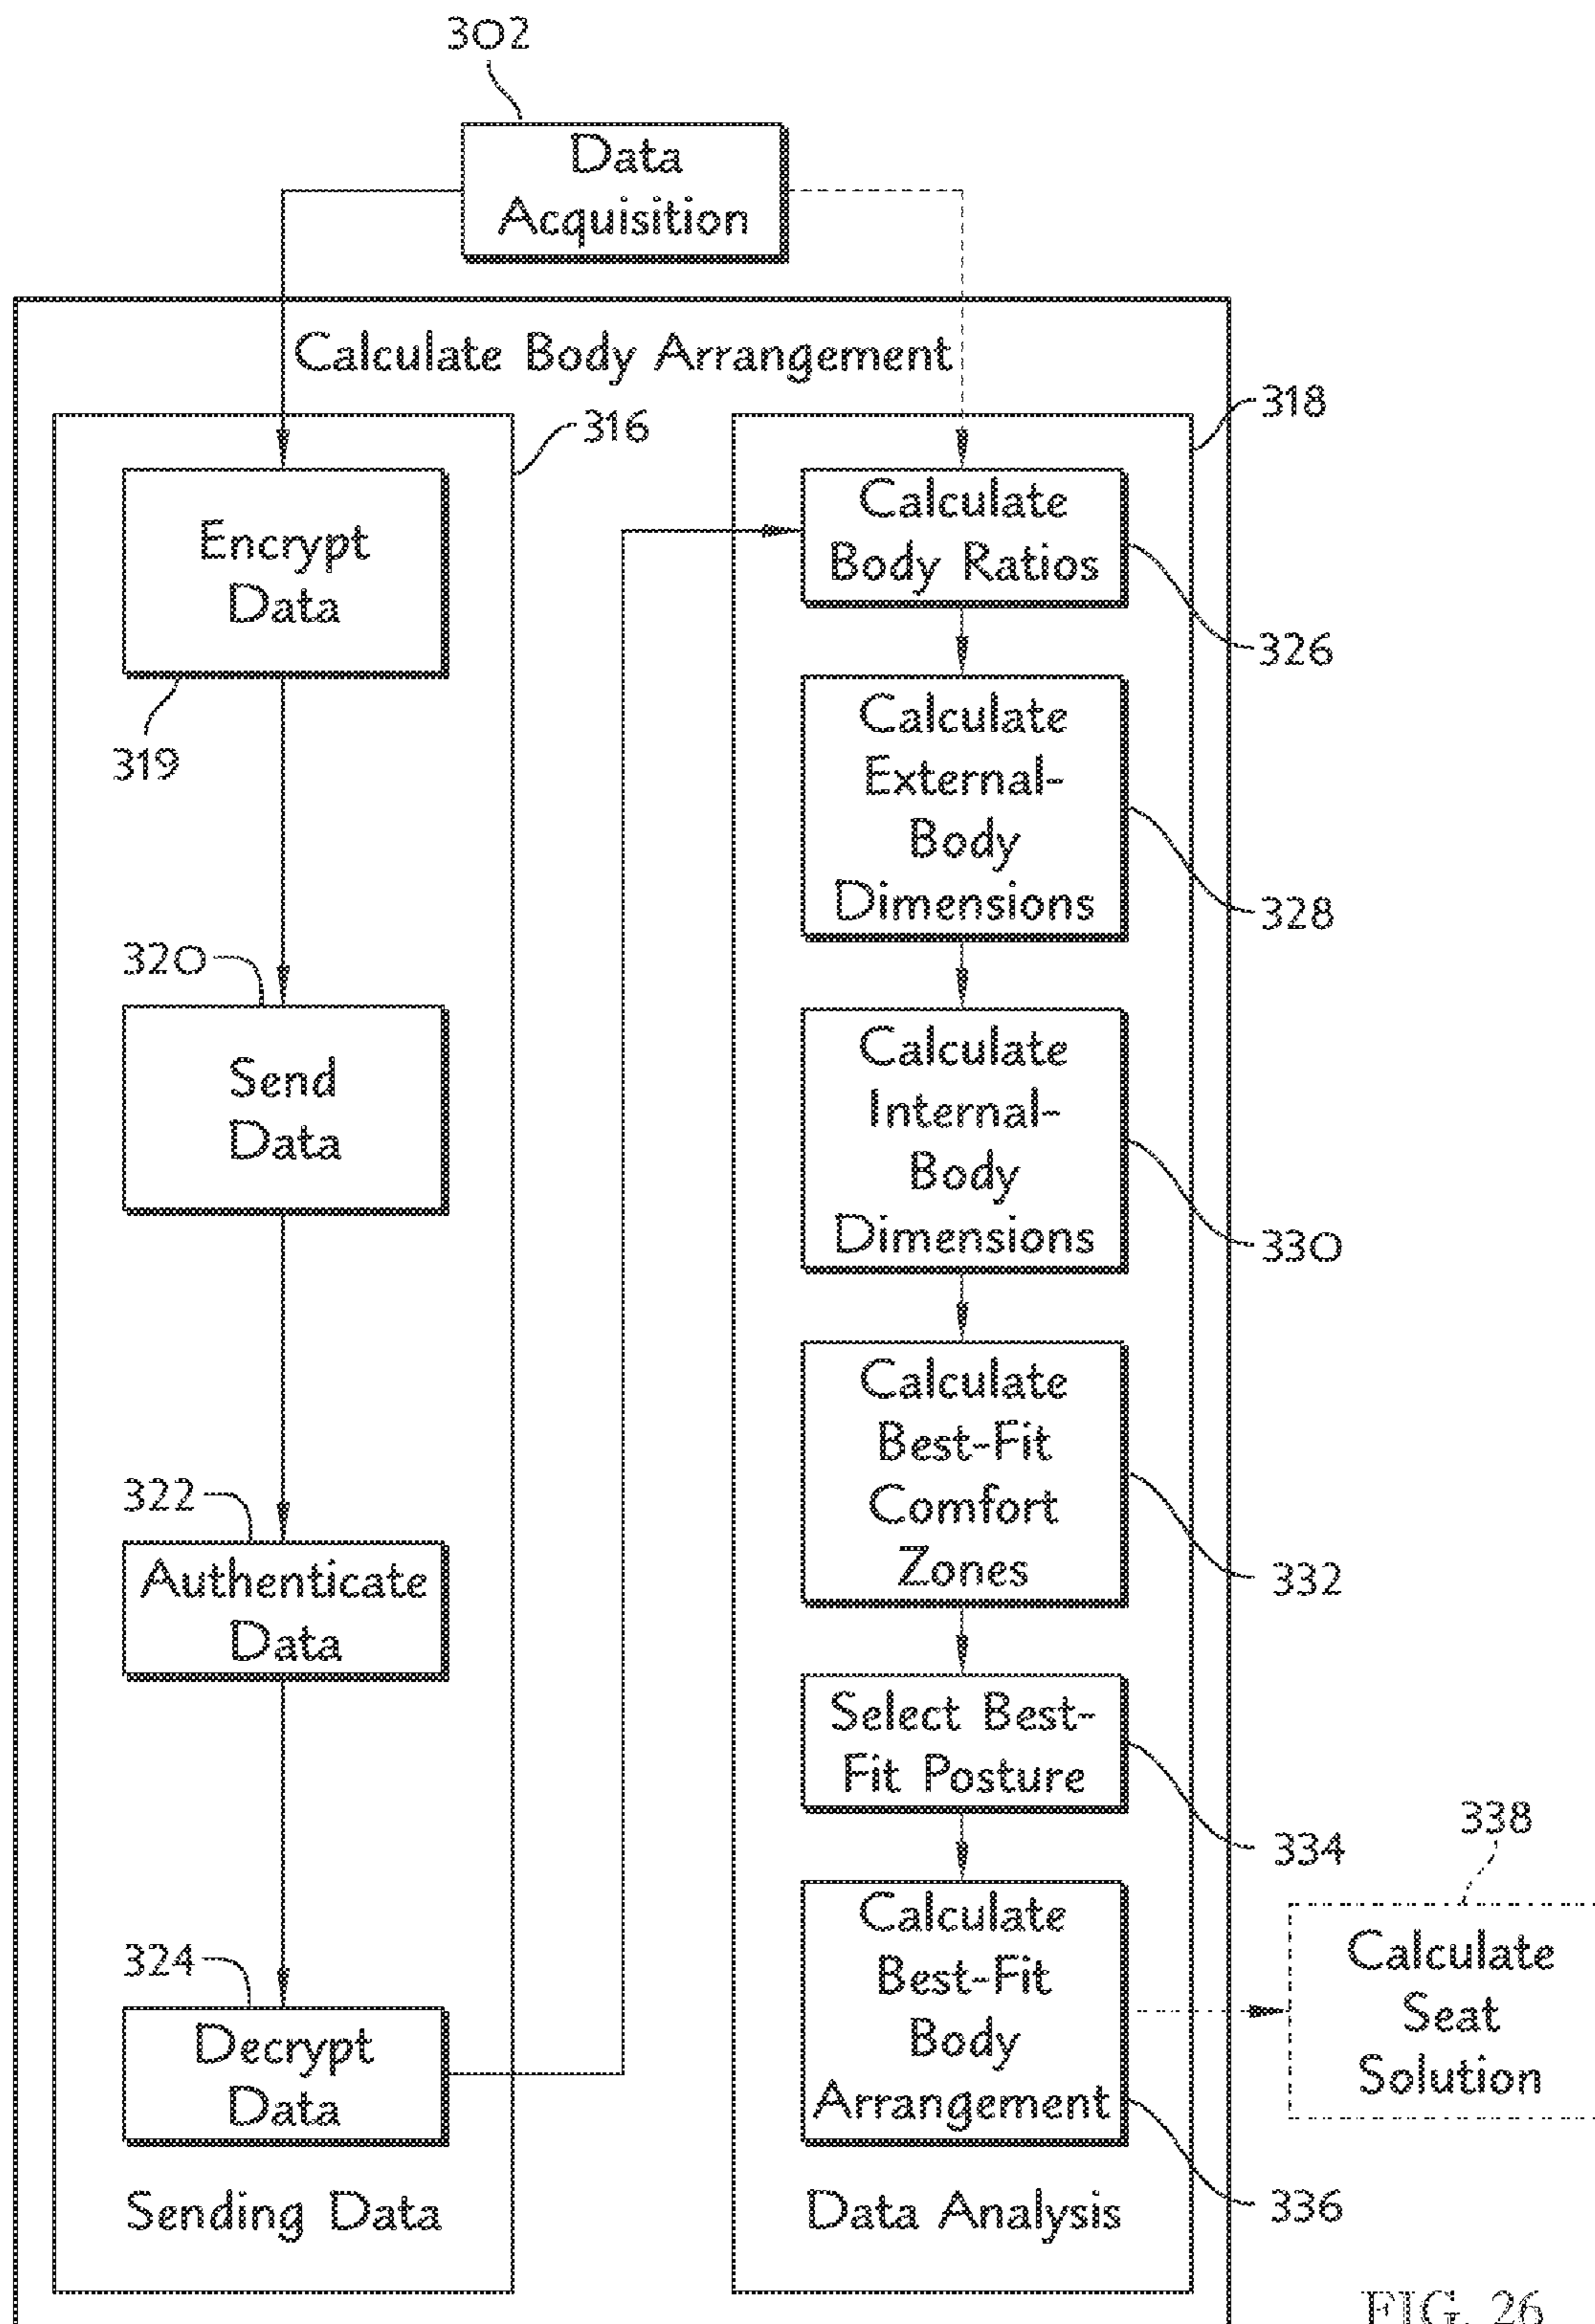 302
Data
Acquisition
Calculate Body Arrangement
316
318
Encrypt
Data
319
320
Send
Data
322
Authenticate
Data
324
Decrypt
Data
Sending Data
Calculate
Body Ratios
326
Calculate
External-
Body
Dimensions
328
Calculate
Internal-
Body
Dimensions
330
Calculate
Best-Fit
Comfort
Zones
332
Select Best-
Fit Posture
334
Calculate
Best-Fit
Body
Arrangement
336
Data Analysis
338
Calculate
Seat
Solution
FIG. 26